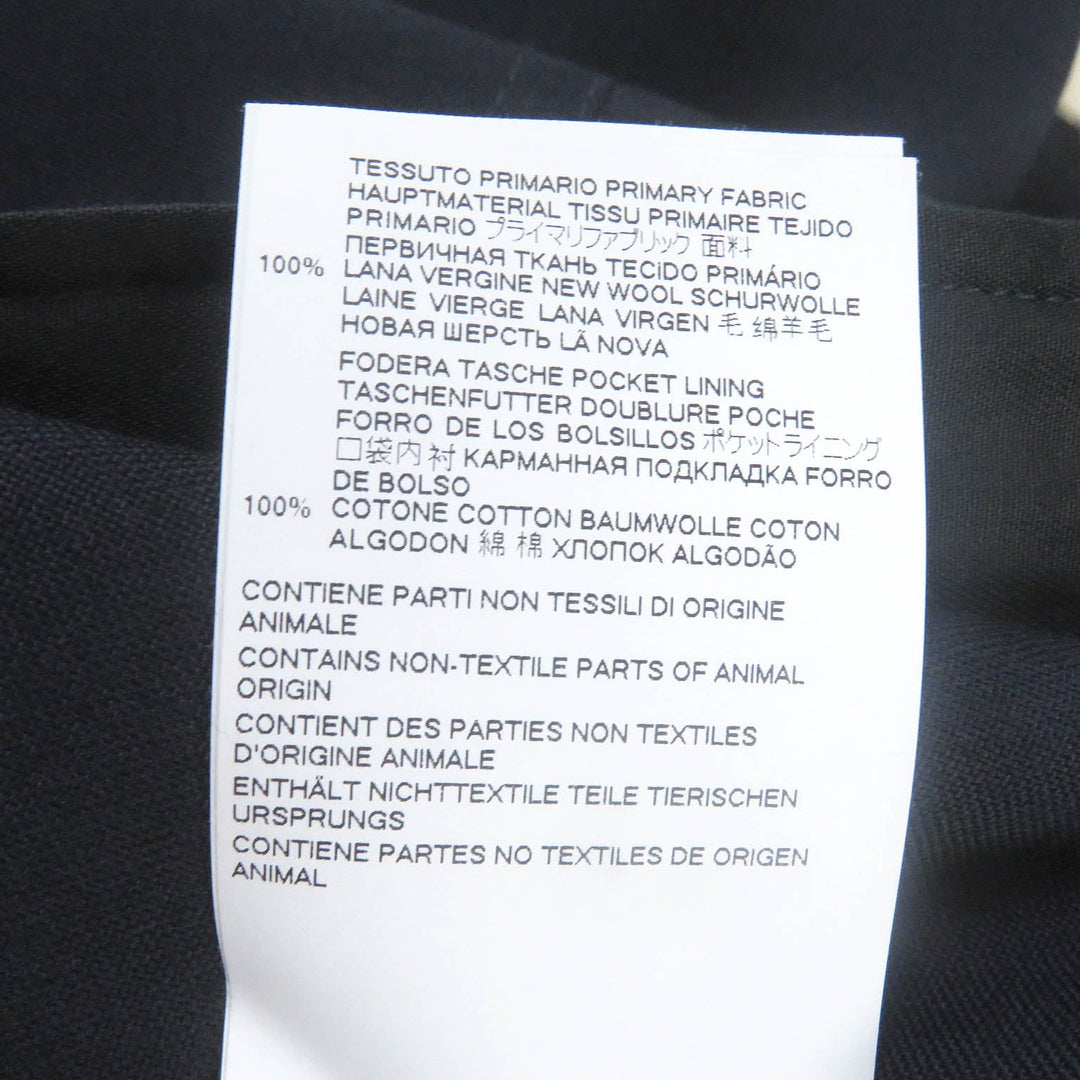 TESSUTO PRIMARIO PRIMARY FABRIC
HAUPTMATERIAL TISSU PRIMAIRE TEJIDO
PRIMARIO プライマリファブリック 面料
ПЕРВИЧНАЯ ТКАНЬ TECiDO PRIMÁRIO
100% LANA VERGINE NEW WOOL SCHURWOLLE
LAINE VIERGE LANA VIRGEN 毛 绵羊毛
НОВАЯ ШЕРСТЬ LÃ NOVA
FODERA TASCHE POCKET LINING
TASCHENFUTTER DOUBLURE POCHE
FORRO DE LOS BOLSILLOS ポケットライニング
口袋内衬 КАРМАННАЯ ПОДКЛАДКА FORRO
DE BOLSO
100% COTONE COTTON BAUMWOLLE COTON
ALGODON 綿 棉 ХЛОПОК ALGODÃO
CONTIENE PARTI NON TESSILI DI ORIGINE
ANIMALE
CONTAINS NON-TEXTILE PARTS OF ANIMAL
ORIGIN
CONTIENT DES PARTIES NON TEXTILES
D'ORIGINE ANIMALE
ENTHÄLT NICHTTEXTILE TEILE TIERISCHEN
URSPRUNGS
CONTIENE PARTES NO TEXTILES DE ORIGEN
ANIMAL